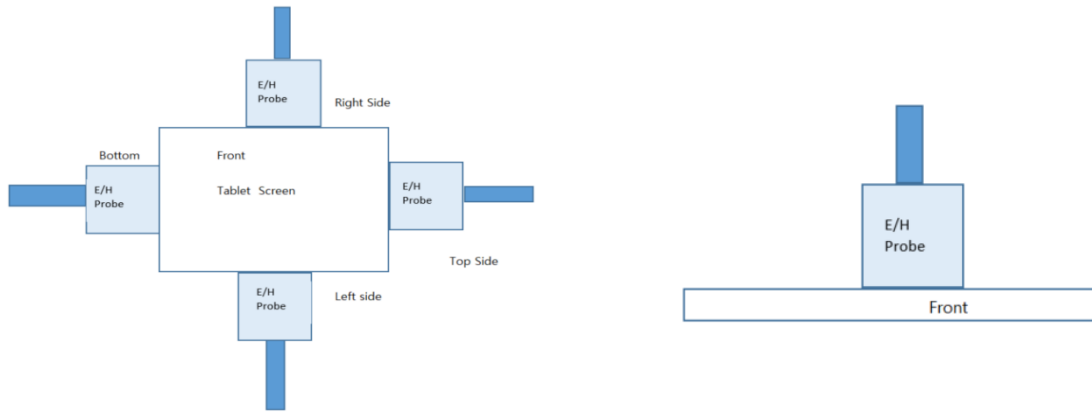 E/H
Probe
Right Side
Bottom
Front
E/H
Probe
Tablet Screen
E/H
Probe
Top Side
E/H
Probe
Left side
E/H
Probe
Front